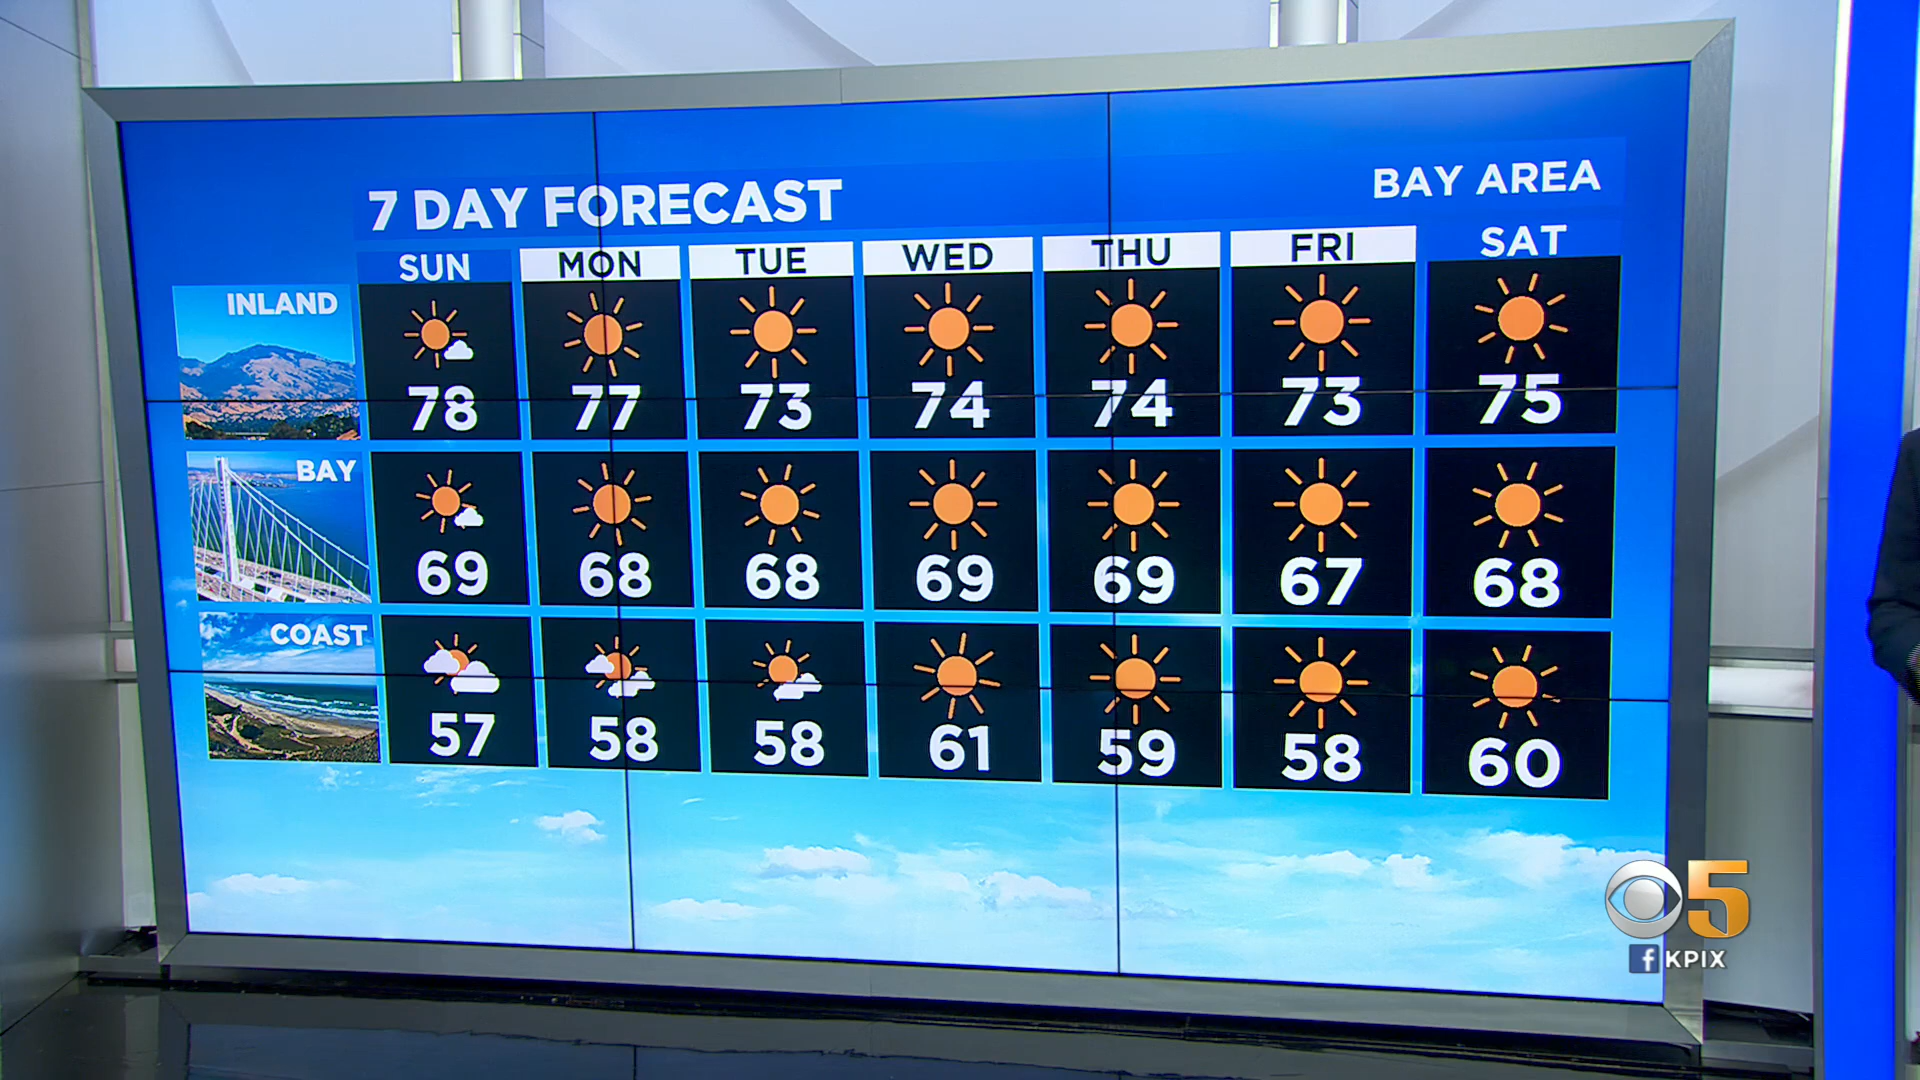 7 DAY FORECAST
BAY AREA
SUN MON TUE WED THU FRI SAT
INLAND
78 77 73 74 74 73 75
BAY
69 68 68 69 69 67 68
COAST
57 58 58 61 59 58 60
5
f KPIX